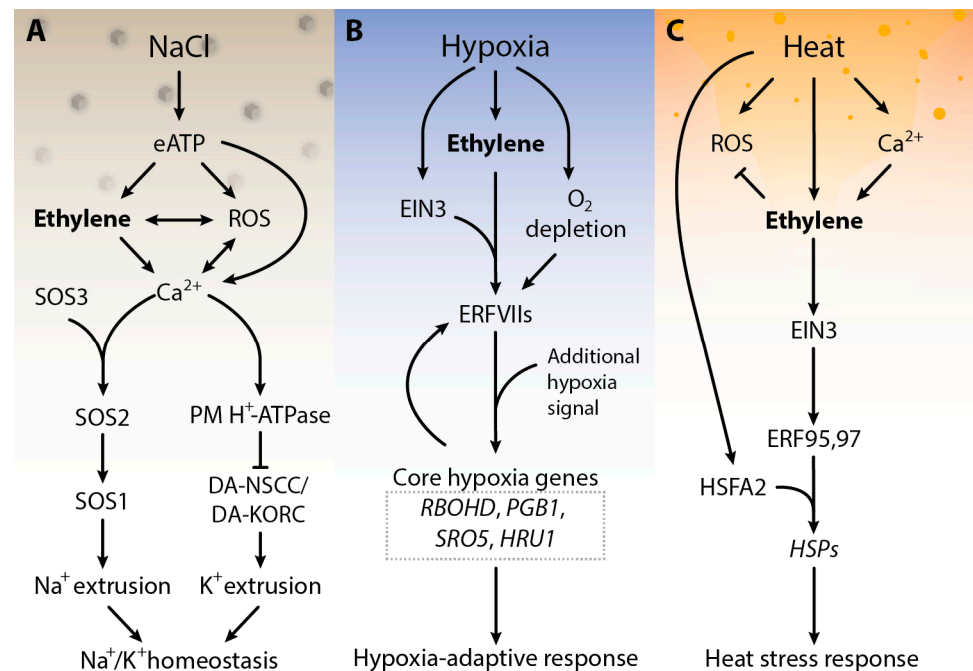 A
NaCl
eATP
Ethylene
ROS
Ca²⁺
SOS3
SOS2
PM H⁺-ATPase
SOS1
DA-NSCC/
DA-KORC
Na⁺ extrusion
K⁺ extrusion
Na⁺/K⁺homeostasis
B
Hypoxia
Ethylene
EIN3
O₂
depletion
ERFVIIs
Additional
hypoxia
signal
Core hypoxia genes
RBOHD, PGB1,
SRO5, HRU1
Hypoxia-adaptive response
C
Heat
ROS
Ca²⁺
Ethylene
EIN3
ERF95,97
HSFA2
HSPs
Heat stress response